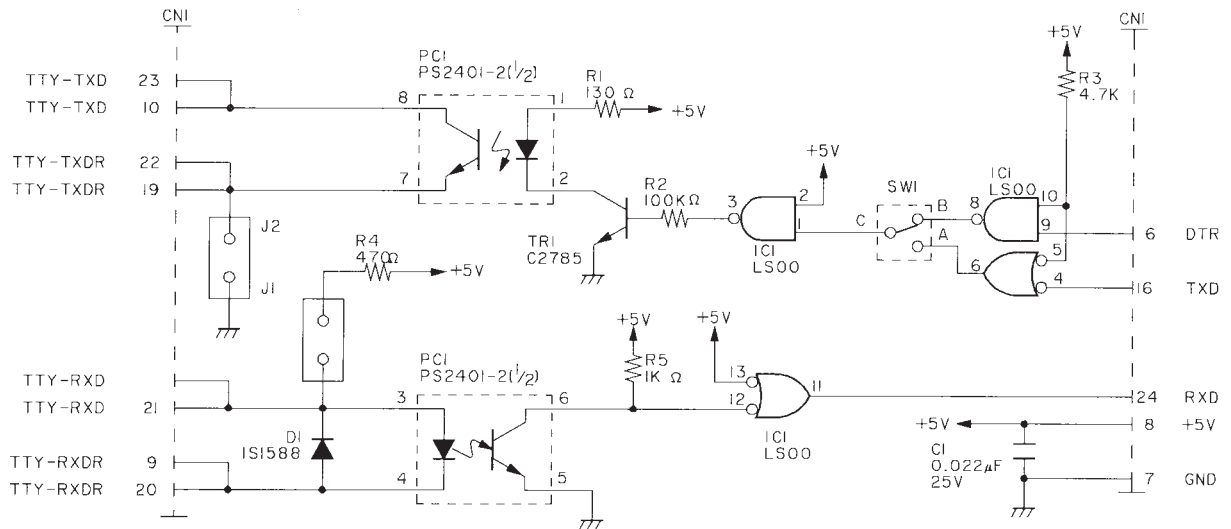 CN1
CN1
+5V
R3
4.7K
TTY-TXD 23
TTY-TXD 10
PC1
PS2401-2(1/2)
8
1
R1
130 Ω
+5V
TTY-TXDR 22
TTY-TXDR 19
7
2
R2
100KΩ
3
+5V
2
1
IC1
LS00
SW1
C
B
A
IC1
LS00
8
10
9
6 DTR
6
5
4
16 TXD
TR1
C2785
J2
J1
R4
470Ω
+5V
+5V
R5
1K Ω
+5V
13
12
11
IC1
LS00
24 RXD
TTY-RXD
TTY-RXD 21
PC1
PS2401-2(1/2)
3
6
D1
1S1588
TTY-RXDR 9
TTY-RXDR 20
4
5
+5V
8 +5V
C1
0.022µF
25V
7 GND